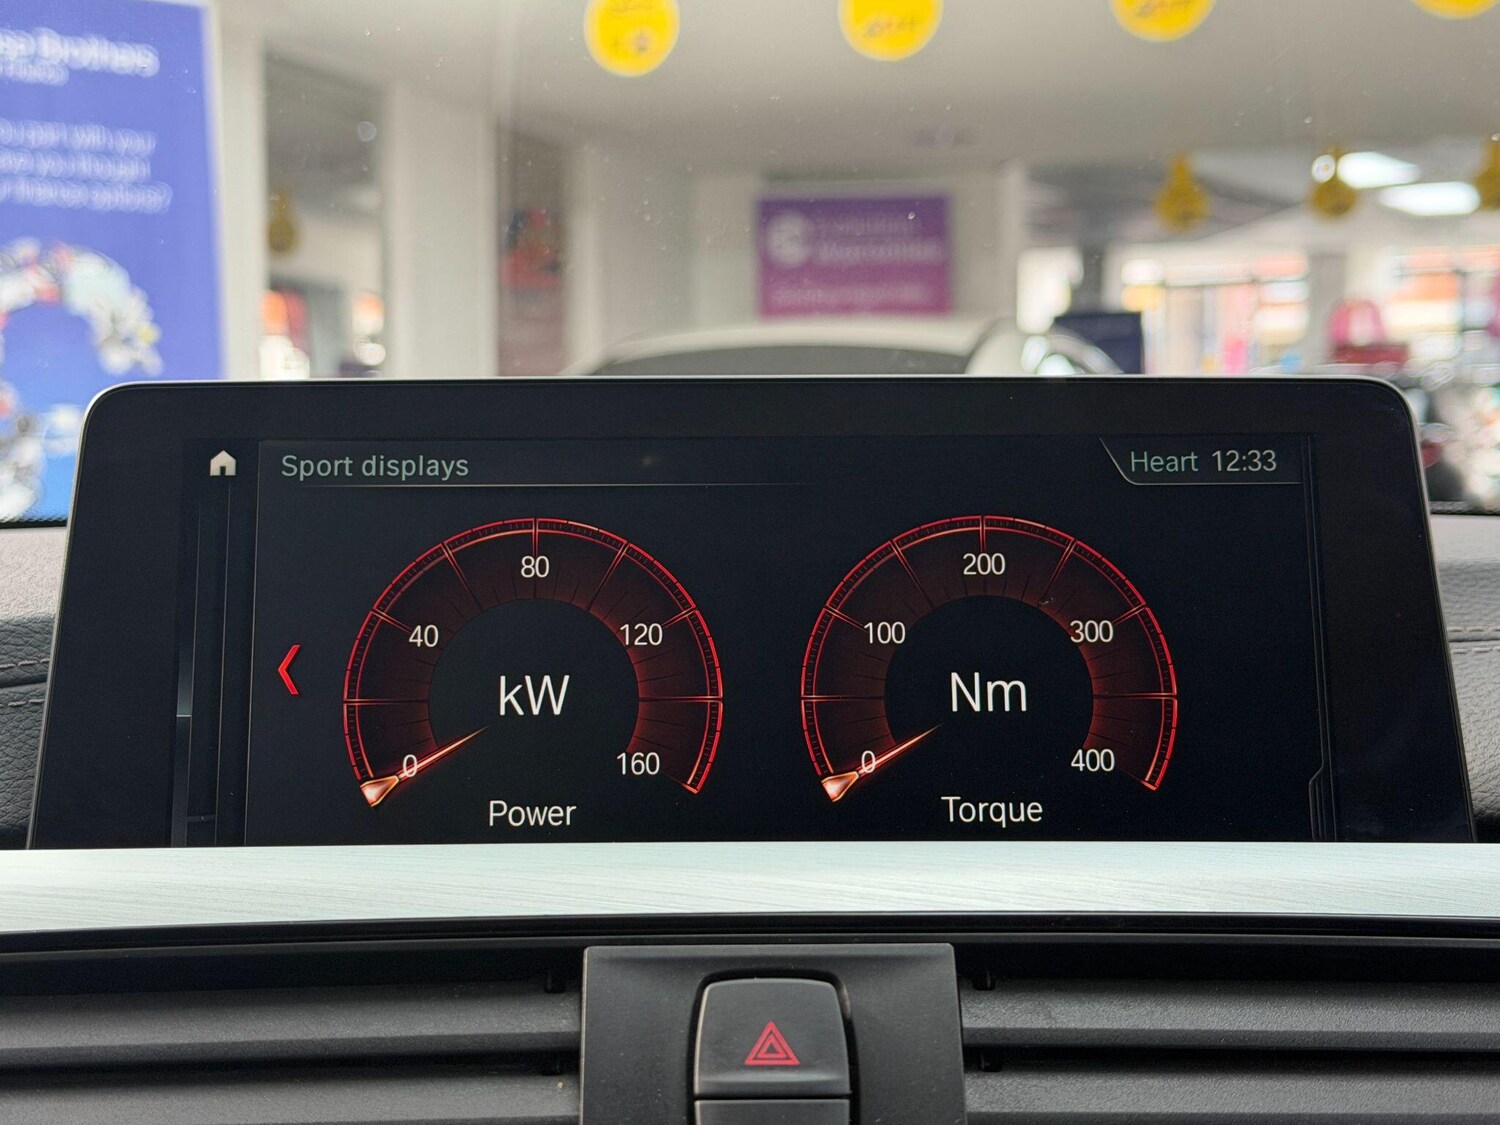 Brothers
Sport displays
Heart 12:33
80
40
120
kW
0
160
Power
200
100
300
Nm
0
400
Torque